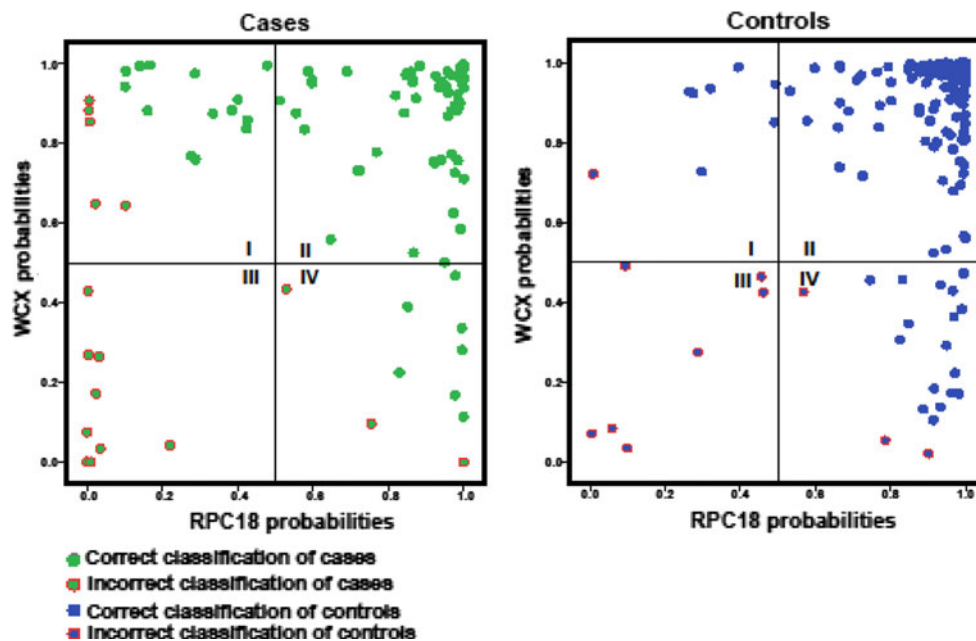 Cases
Controls
WCX probabilities
1.0
0.8
0.6
0.4
0.2
0.0
I
II
III
IV
0.0 0.2 0.4 0.6 0.8 1.0
RPC18 probabilities
WCX probabilities
1.0
0.8
0.6
0.4
0.2
0.0
I
II
III
IV
0.0 0.2 0.4 0.6 0.8 1.0
RPC18 probabilities
Correct classification of cases
Incorrect classification of cases
Correct classification of controls
Incorrect classification of controls